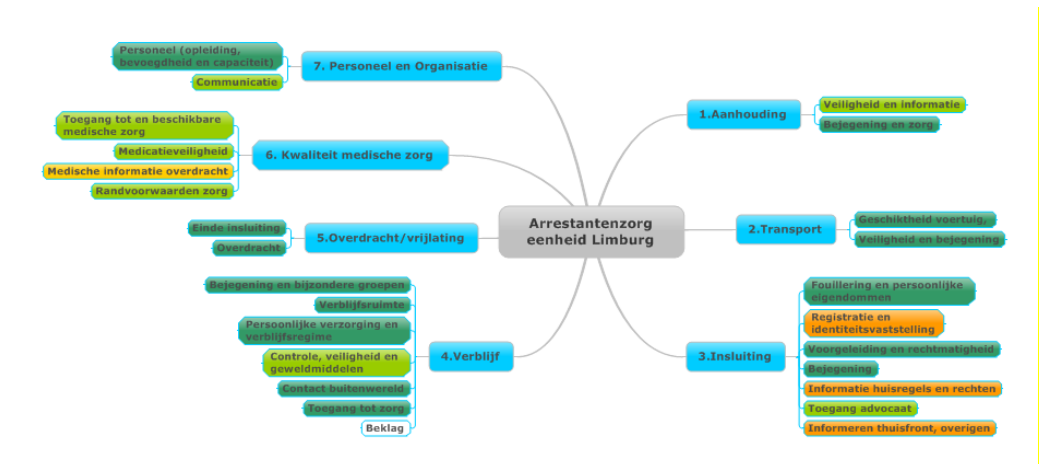 Arrestantenzorg
eenheid Limburg
1.Aanhouding
Veiligheid en informatie
Bejegening en zorg
2.Transport
Geschiktheid voertuig,
Veiligheid en bejegening
3.Insluiting
Fouillering en persoonlijke
eigendommen
Registratie en
identiteitsvaststelling
Voorgeleiding en rechtmatigheid
Bejegening
Informatie huisregels en rechten
Toegang advocaat
Informeren thuisfront, overigen
4.Verblijf
Bejegening en bijzondere groepen
Verblijfsruimte
Persoonlijke verzorging en
verblijfsregime
Controle, veiligheid en
geweldmiddelen
Contact buitenwereld
Toegang tot zorg
Beklag
5.Overdracht/vrijlating
Einde insluiting
Overdracht
6. Kwaliteit medische zorg
Toegang tot en beschikbare
medische zorg
Medicatieveiligheid
Medische informatie overdracht
Randvoorwaarden zorg
7. Personeel en Organisatie
Personeel (opleiding,
bevoegdheid en capaciteit)
Communicatie